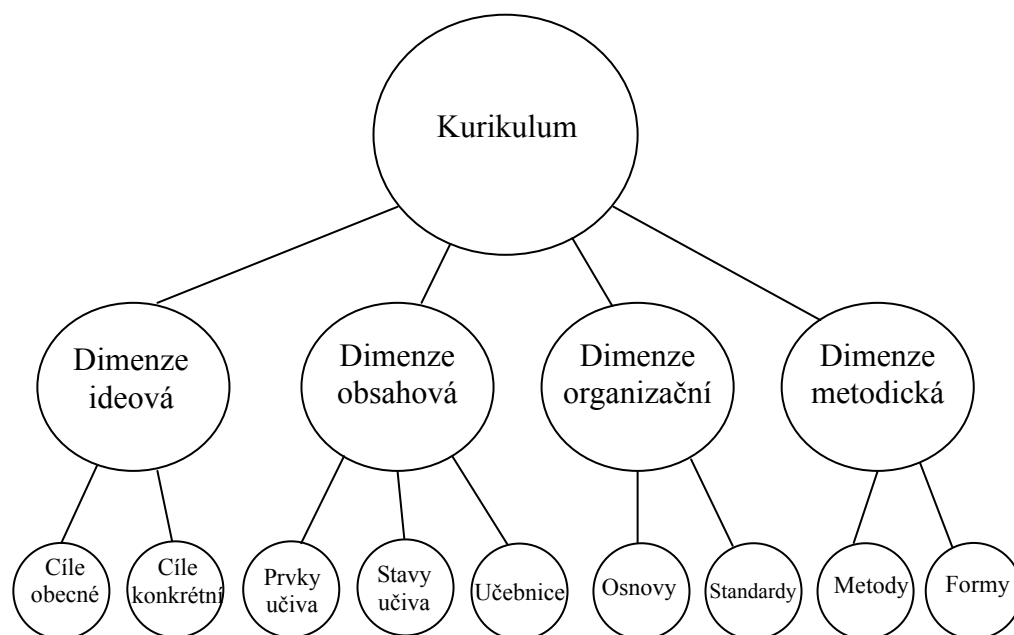 Kurikulum
Dimenze
ideová
Dimenze
obsahová
Dimenze
organizační
Dimenze
metodická
Cíle
obecné
Cíle
konkrétní
Prvky
učiva
Stavy
učiva
Učebnice
Osnovy
Standardy
Metody
Formy